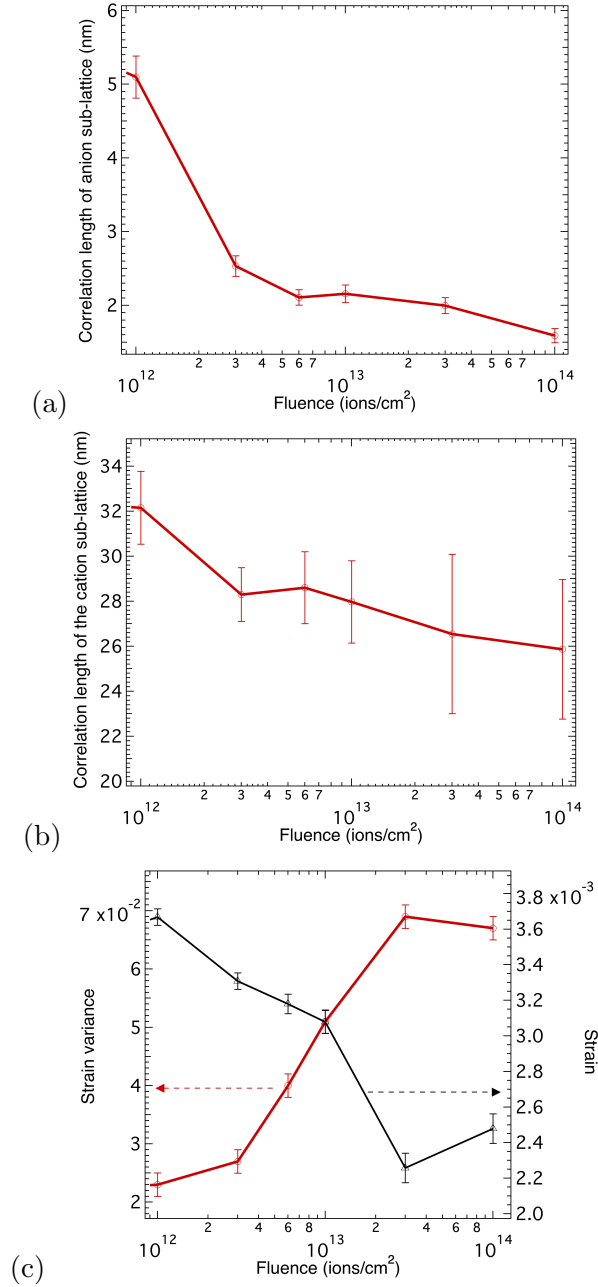 6
5
4
3
2
Correlation length of anion sub-lattice (nm)
10^12 2 3 4 5 6 7 10^13 2 3 4 5 6 7 10^14
Fluence (ions/cm^2)
(a)
34
32
30
28
26
24
22
20
Correlation length of the cation sub-lattice (nm)
10^12 2 3 4 5 6 7 10^13 2 3 4 5 6 7 10^14
Fluence (ions/cm^2)
(b)
7 x10^-2
6
5
4
3
2
Strain variance
3.8 x10^-3
3.6
3.4
3.2
3.0
2.8
2.6
2.4
2.2
2.0
Strain
10^12 2 4 6 8 10^13 2 4 6 8 10^14
Fluence (ions/cm^2)
(c)